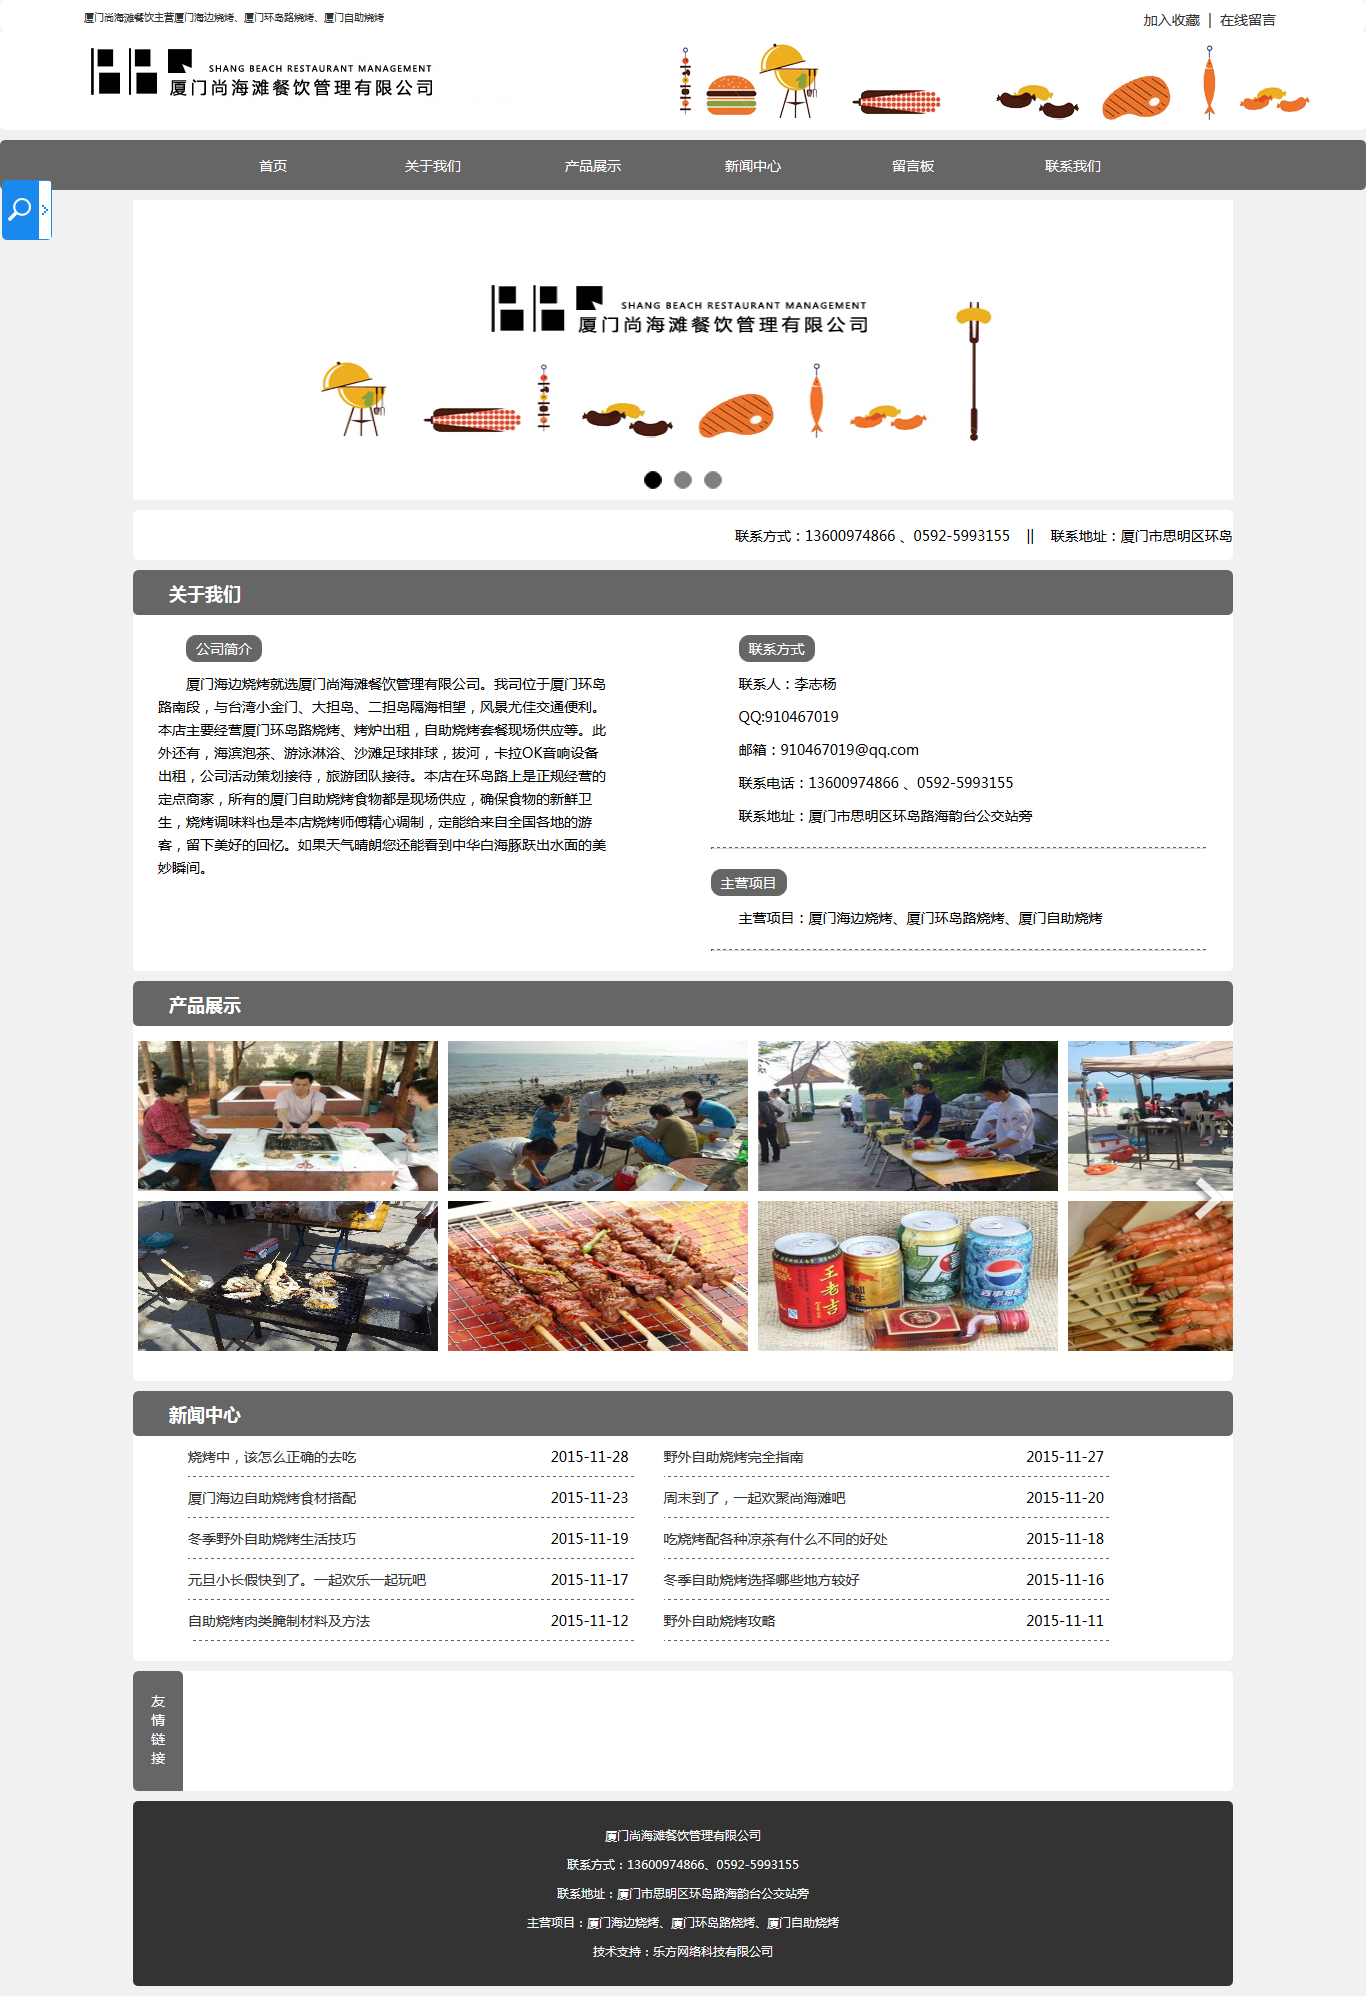 厦门尚海滩餐饮主营厦门海边烧烤、厦门环岛路烧烤、厦门自助烧烤
加入收藏 | 在线留言
SHANG BEACH RESTAURANT MANAGEMENT
厦门尚海滩餐饮管理有限公司
首页 关于我们 产品展示 新闻中心 留言板 联系我们
SHANG BEACH RESTAURANT MANAGEMENT
厦门尚海滩餐饮管理有限公司
联系方式：13600974866 、0592-5993155 || 联系地址：厦门市思明区环岛
关于我们
公司简介
厦门海边烧烤就选厦门尚海滩餐饮管理有限公司。我司位于厦门环岛
路南段，与台湾小金门、大担岛、二担岛隔海相望，风景尤佳交通便利。
本店主要经营厦门环岛路烧烤、烤炉出租，自助烧烤套餐现场供应等。此
外还有，海滨泡茶、游泳淋浴、沙滩足球排球，拔河，卡拉OK音响设备
出租，公司活动策划接待，旅游团队接待。本店在环岛路上是正规经营的
定点商家，所有的厦门自助烧烤食物都是现场供应，确保食物的新鲜卫
生，烧烤调味料也是本店烧烤师傅精心调制，定能给来自全国各地的游
客，留下美好的回忆。如果天气晴朗您还能看到中华白海豚跃出水面的美
妙瞬间。
联系方式
联系人：李志杨
QQ:910467019
邮箱：910467019@qq.com
联系电话：13600974866 、0592-5993155
联系地址：厦门市思明区环岛路海韵台公交站旁
主营项目
主营项目：厦门海边烧烤、厦门环岛路烧烤、厦门自助烧烤
产品展示
王老吉
7
百事可乐
新闻中心
烧烤中，该怎么正确的去吃 2015-11-28
野外自助烧烤完全指南 2015-11-27
厦门海边自助烧烤食材搭配 2015-11-23
周末到了，一起欢聚尚海滩吧 2015-11-20
冬季野外自助烧烤生活技巧 2015-11-19
吃烧烤配各种凉茶有什么不同的好处 2015-11-18
元旦小长假快到了。一起欢乐一起玩吧 2015-11-17
冬季自助烧烤选择哪些地方较好 2015-11-16
自助烧烤肉类腌制材料及方法 2015-11-12
野外自助烧烤攻略 2015-11-11
友
情
链
接
厦门尚海滩餐饮管理有限公司
联系方式：13600974866、0592-5993155
联系地址：厦门市思明区环岛路海韵台公交站旁
主营项目：厦门海边烧烤、厦门环岛路烧烤、厦门自助烧烤
技术支持：乐方网络科技有限公司